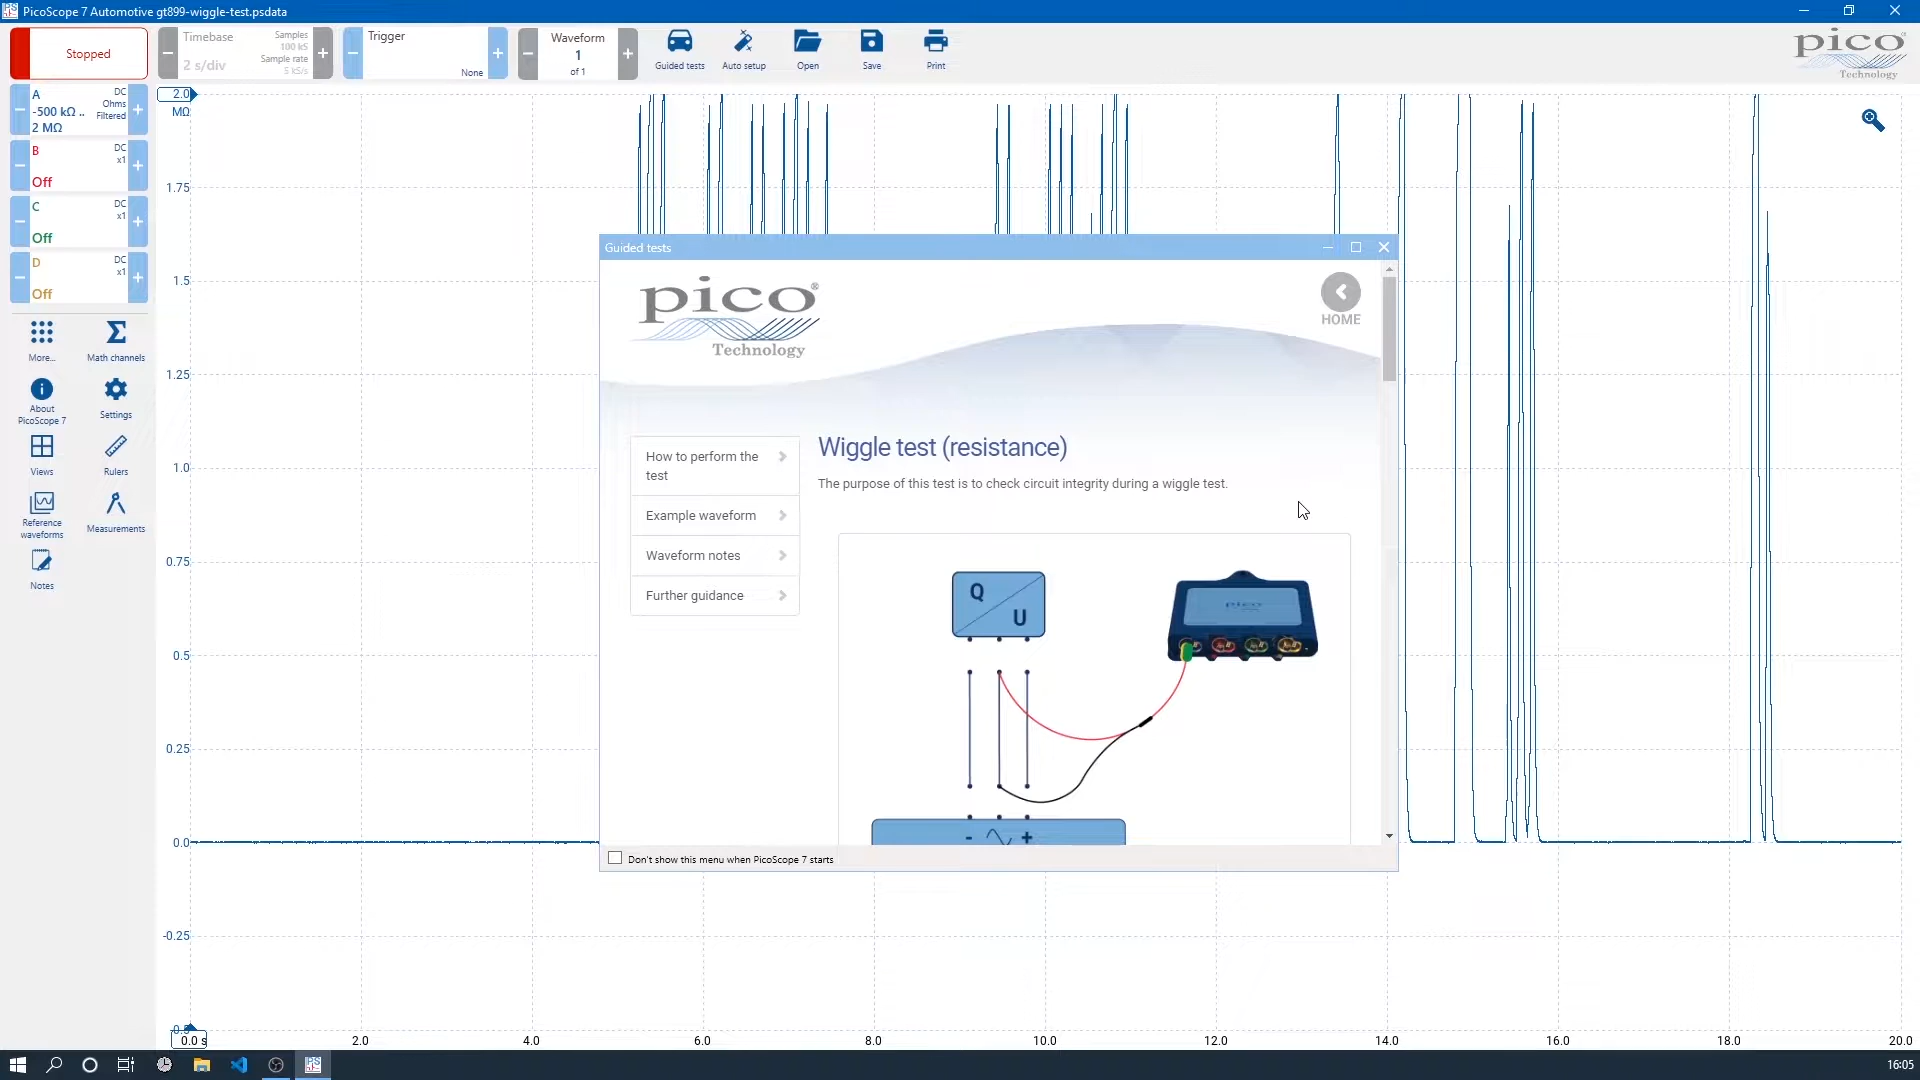 PicoScope 7 Automotive gt899-wiggle-test.psdata
Stopped
Timebase
2 s/div
Samples
100 kS
Sample rate
5 kS/s
Trigger
None
Waveform
1
of 1
Guided tests
Auto setup
Open
Save
Print
pico
Technology
A
-500 kΩ ..
2 MΩ
DC
Ohms
Filtered
B
DC
x1
Off
C
DC
x1
Off
D
DC
x1
Off
More...
Math channels
About
PicoScope 7
Settings
Views
Rulers
Reference
waveforms
Measurements
Notes
2.0
MΩ
1.75
1.5
1.25
1.0
0.75
0.5
0.25
0.0
-0.25
-0.5
0.0 s
2.0
4.0
6.0
8.0
10.0
12.0
14.0
16.0
18.0
20.0
Guided tests
pico®
Technology
HOME
How to perform the
test
Example waveform
Waveform notes
Further guidance
Wiggle test (resistance)
The purpose of this test is to check circuit integrity during a wiggle test.
Q
U
pico
- +
Don't show this menu when PicoScope 7 starts
16:05